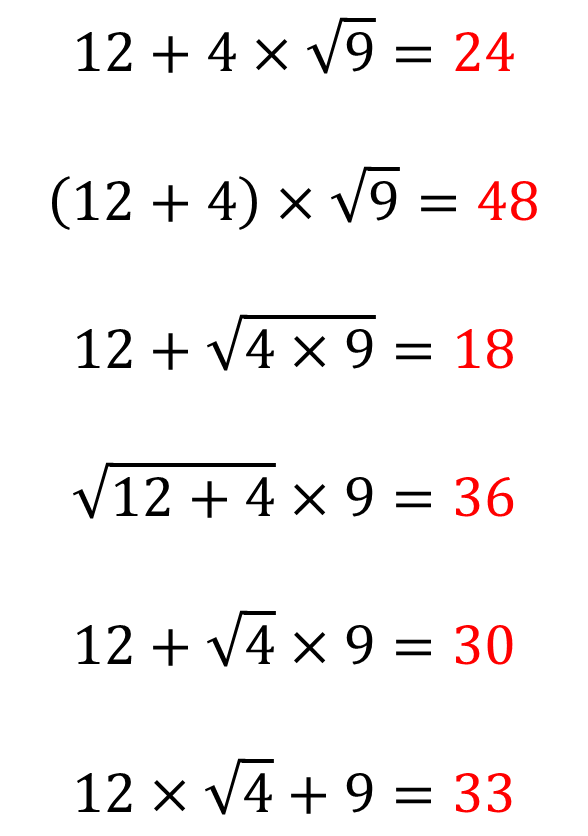 12 + 4 × √9 = 24
(12 + 4) × √9 = 48
12 + √(4 × 9) = 18
√(12 + 4) × 9 = 36
12 + √4 × 9 = 30
12 × √4 + 9 = 33